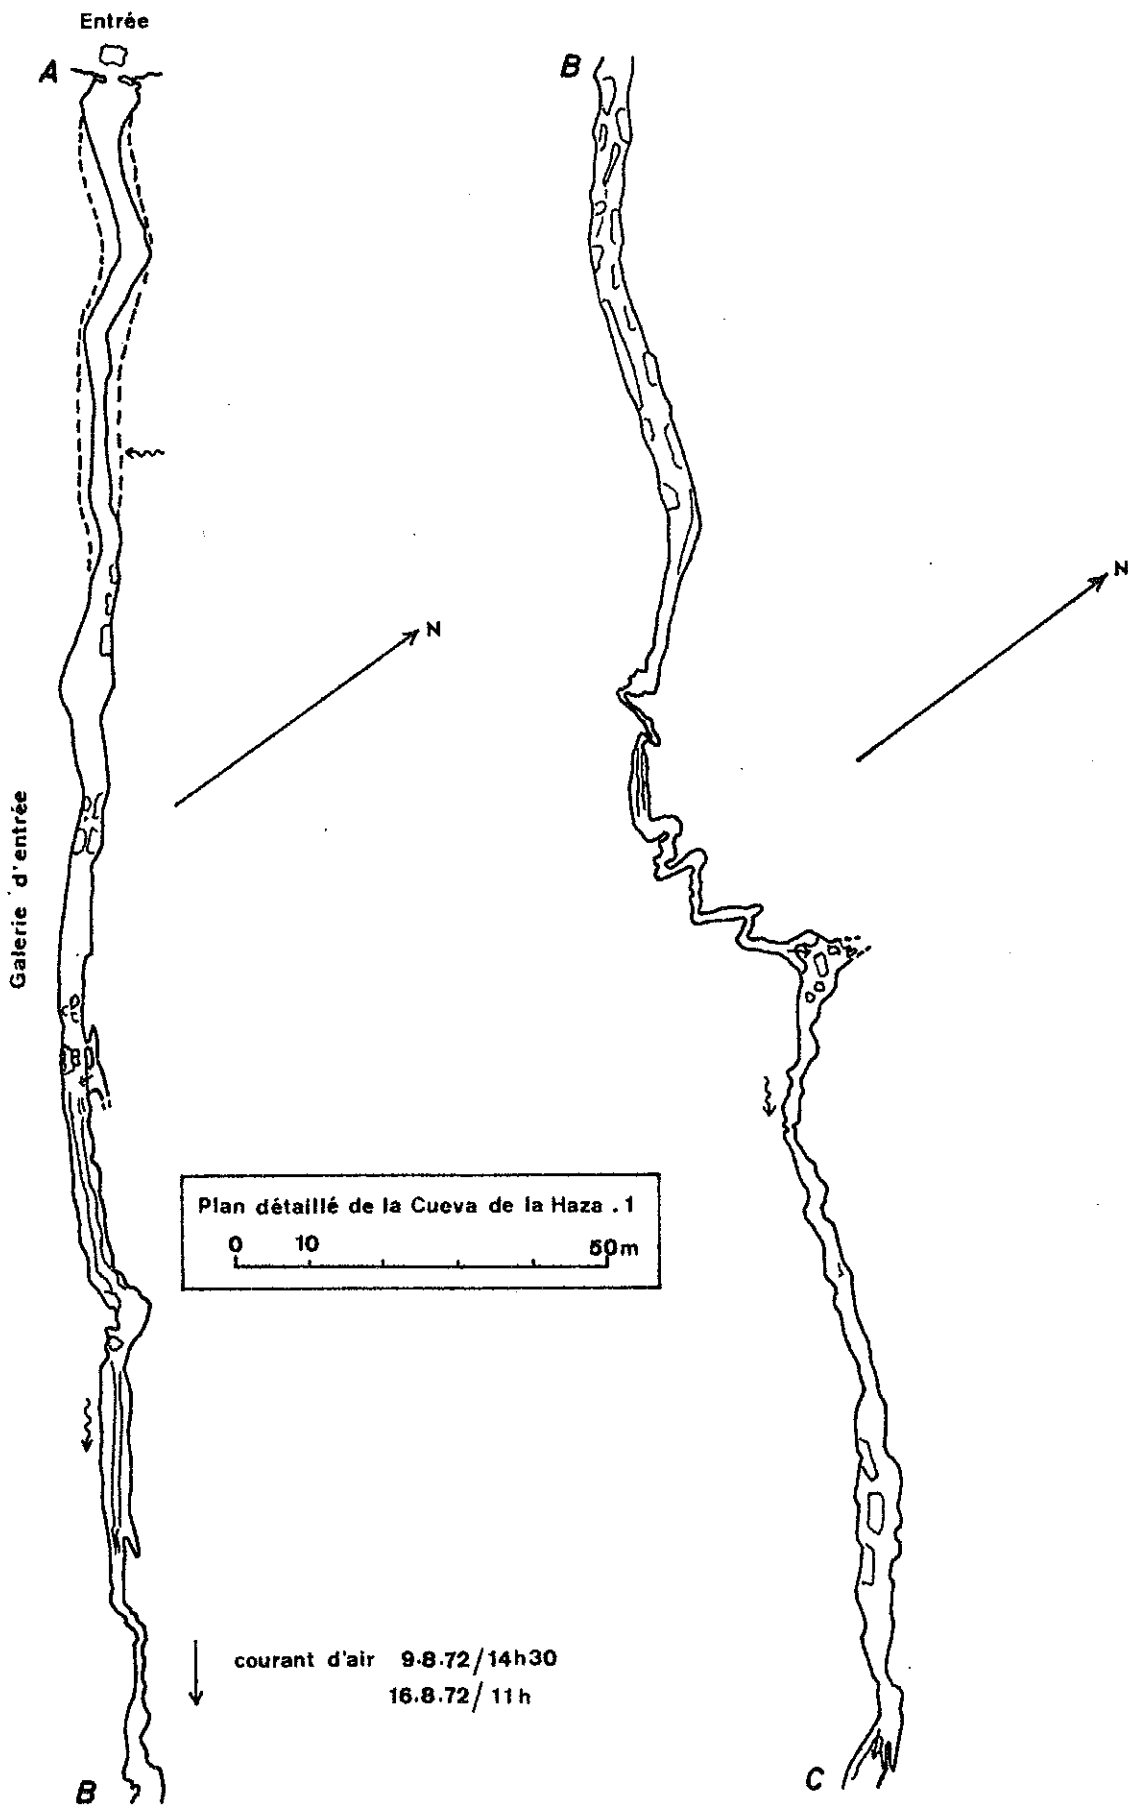 Entrée
A
B
N
N
Galerie d'entrée
Plan détaillé de la Cueva de la Haza . 1
0 10 50m
courant d'air 9.8.72/14h30
16.8.72/11h
B
C